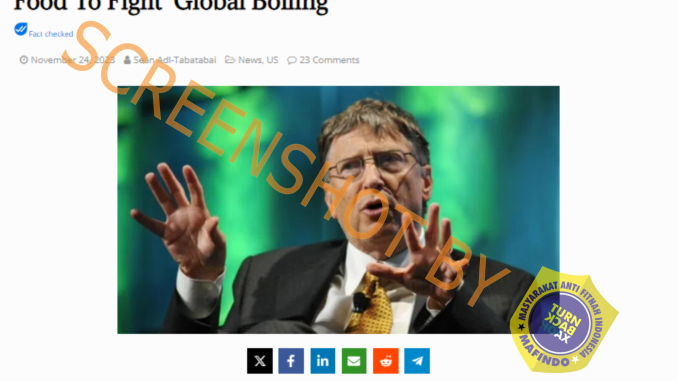 Food To Fight 'Global Boiling'
Fact checked
November 24, 2023 Sean Adl-Tabatabai News, US 23 Comments
SCREENSHOT BY
MASYARAKAT ANTI FITNAH INDONESIA
TURN
BACK
HOAX
MAFINDO